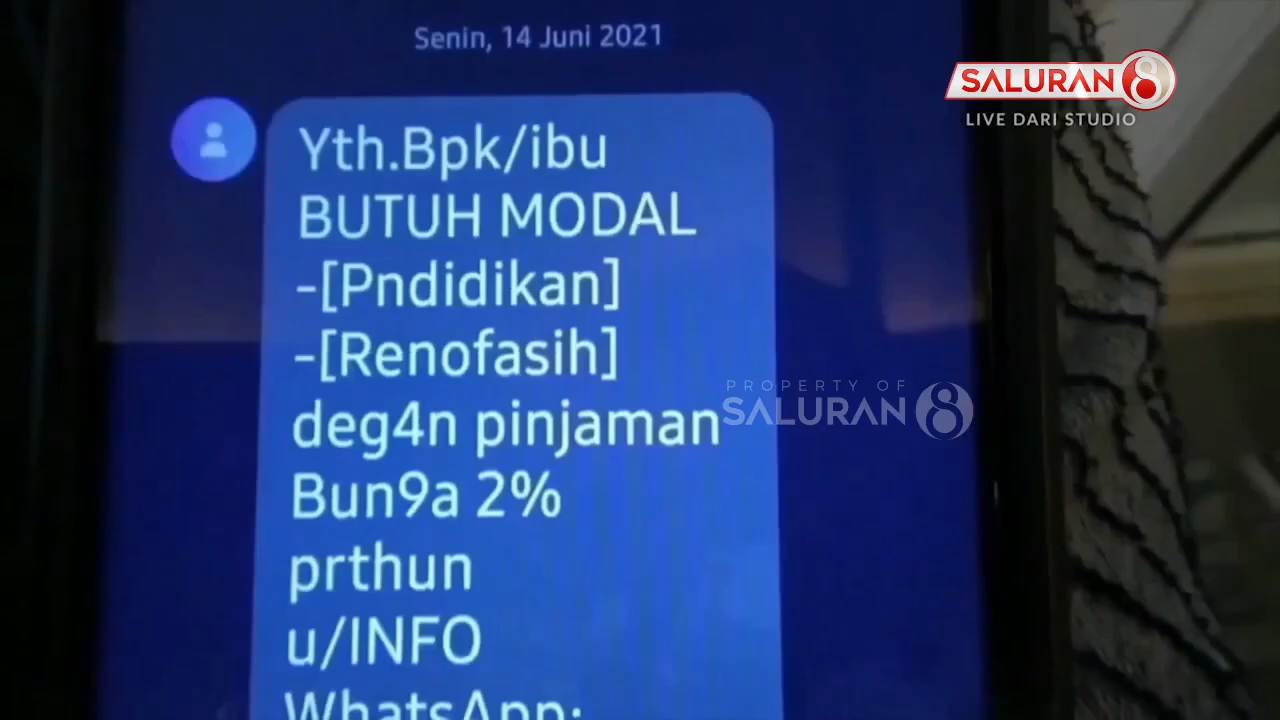 Senin, 14 Juni 2021
SALURAN 8
LIVE DARI STUDIO
Yth.Bpk/ibu
BUTUH MODAL
-[Pndidikan]
-[Renofasih]
deg4n pinjaman
Bun9a 2%
prthun
u/INFO
WhatsApp:
PROPERTY OF
SALURAN 8